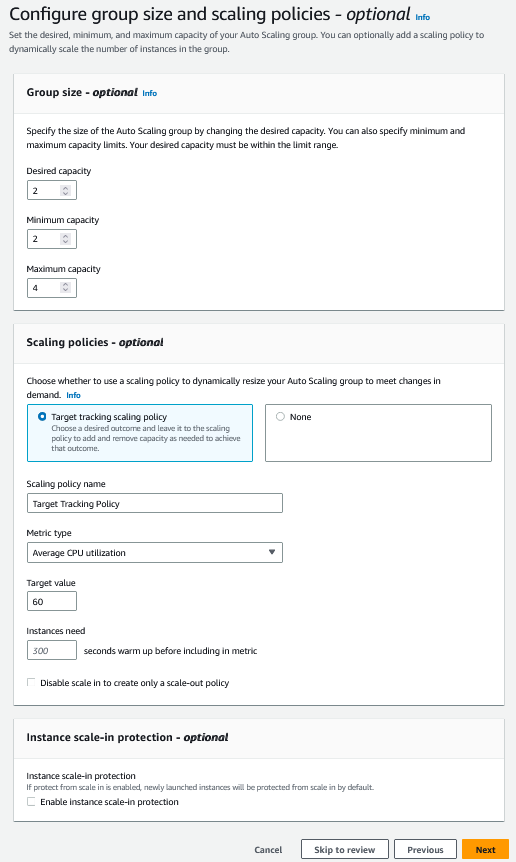 Configure group size and scaling policies - optional Info
Set the desired, minimum, and maximum capacity of your Auto Scaling group. You can optionally add a scaling policy to
dynamically scale the number of instances in the group.
Group size - optional Info
Specify the size of the Auto Scaling group by changing the desired capacity. You can also specify minimum and
maximum capacity limits. Your desired capacity must be within the limit range.
Desired capacity
2
Minimum capacity
2
Maximum capacity
4
Scaling policies - optional
Choose whether to use a scaling policy to dynamically resize your Auto Scaling group to meet changes in
demand. Info
Target tracking scaling policy
Choose a desired outcome and leave it to the scaling
policy to add and remove capacity as needed to achieve
that outcome.
None
Scaling policy name
Target Tracking Policy
Metric type
Average CPU utilization
Target value
60
Instances need
300 seconds warm up before including in metric
Disable scale in to create only a scale-out policy
Instance scale-in protection - optional
Instance scale-in protection
If protect from scale in is enabled, newly launched instances will be protected from scale in by default.
Enable instance scale-in protection
Cancel Skip to review Previous Next